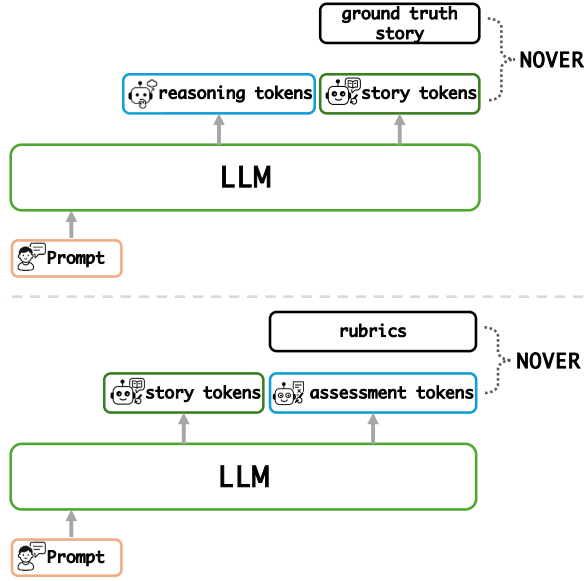 ground truth
story
NOVER
reasoning tokens
story tokens
LLM
Prompt
rubrics
NOVER
story tokens
assessment tokens
LLM
Prompt